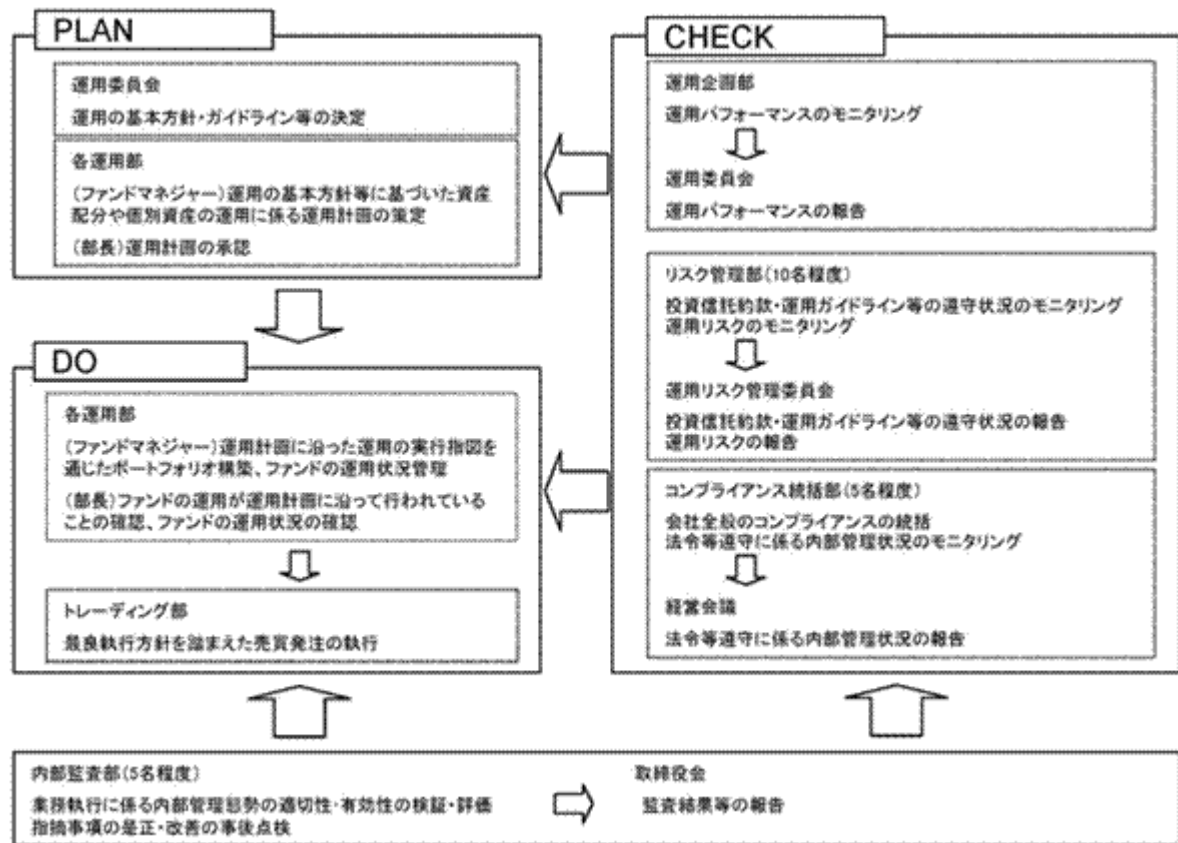 PLAN
運用委員会
運用の基本方針・ガイドライン等の決定
各運用部
(ファンドマネジャー)運用の基本方針等に基づいた資産
配分や個別資産の運用に係る運用計画の策定
(部長)運用計画の承認
DO
各運用部
(ファンドマネジャー)運用計画に沿った運用の実行指図を
通じたポートフォリオ構築、ファンドの運用状況管理
(部長)ファンドの運用が運用計画に沿って行われている
ことの確認、ファンドの運用状況の確認
トレーディング部
最良執行方針を踏まえた売買発注の執行
CHECK
運用企画部
運用パフォーマンスのモニタリング
運用委員会
運用パフォーマンスの報告
リスク管理部(10名程度)
投資信託約款・運用ガイドライン等の遵守状況のモニタリング
運用リスクのモニタリング
運用リスク管理委員会
投資信託約款・運用ガイドライン等の遵守状況の報告
運用リスクの報告
コンプライアンス統括部(5名程度)
会社全般のコンプライアンスの統括
法令等遵守に係る内部管理状況のモニタリング
経営会議
法令等遵守に係る内部管理状況の報告
内部監査部(5名程度)
業務執行に係る内部管理態勢の適切性・有効性の検証・評価
指摘事項の是正・改善の事後点検
取締役会
監査結果等の報告